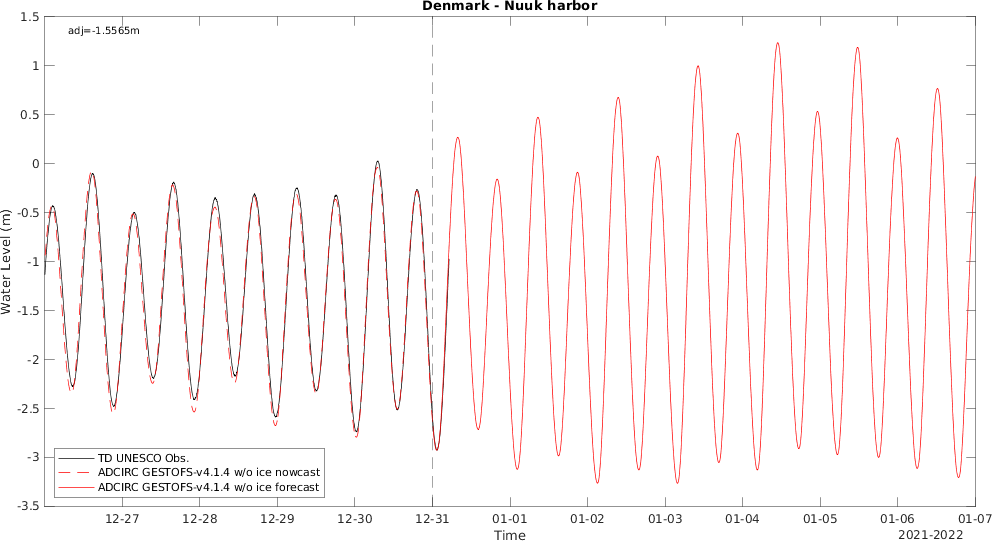 Denmark - Nuuk harbor
adj=-1.5565m
1.5
1
0.5
0
-0.5
-1
-1.5
-2
-2.5
-3
-3.5
Water Level (m)
TD UNESCO Obs.
ADCIRC GESTOFS-v4.1.4 w/o ice nowcast
ADCIRC GESTOFS-v4.1.4 w/o ice forecast
12-27 12-28 12-29 12-30 12-31 01-01 01-02 01-03 01-04 01-05 01-06 01-07
Time
2021-2022